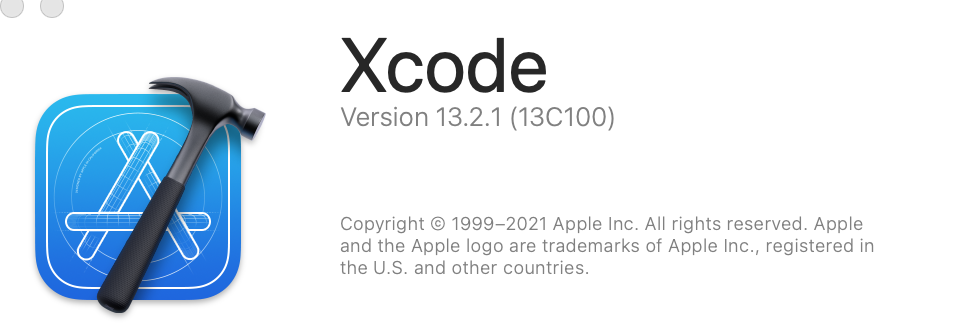 Xcode
Version 13.2.1 (13C100)
Copyright © 1999–2021 Apple Inc. All rights reserved. Apple
and the Apple logo are trademarks of Apple Inc., registered in
the U.S. and other countries.